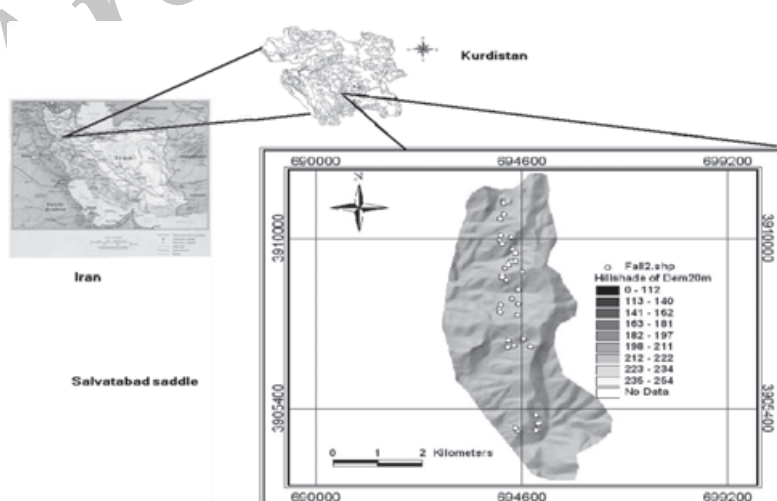 Kurdistan
Iran
Iran
Salvatabad saddle
690000 694600 699200
3910000 3910000
3905400 3905400
Fall2.shp
Hillshade of Dem20m
0 - 112
113 - 140
141 - 162
163 - 181
182 - 197
198 - 211
212 - 222
223 - 234
235 - 254
No Data
0 1 2 Kilometers
690000 694600 699200